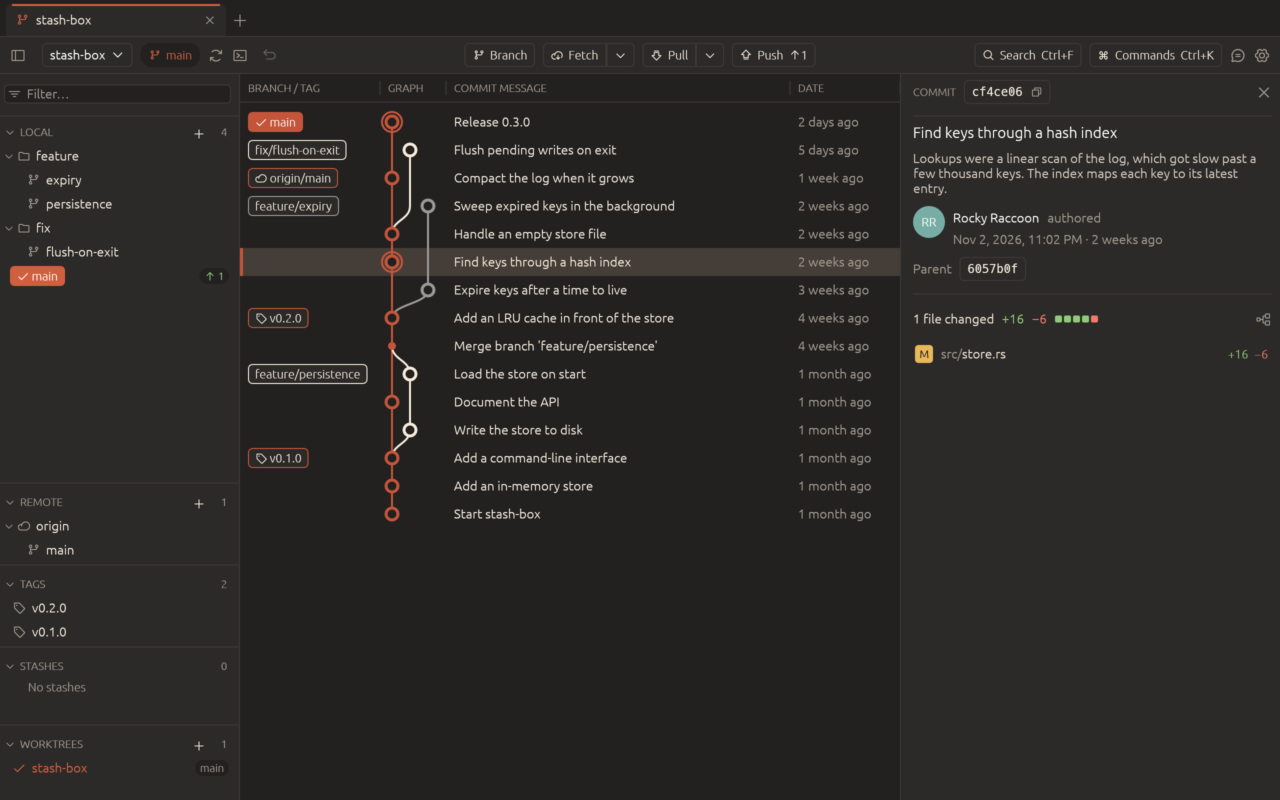 stash-box
stash-box main Branch Fetch Pull Push ↑1 Search Ctrl+F ⌘ Commands Ctrl+K
Filter…
LOCAL 4
feature
expiry
persistence
fix
flush-on-exit
main ↑1
REMOTE 1
origin
main
TAGS 2
v0.2.0
v0.1.0
STASHES 0
No stashes
WORKTREES 1
stash-box main
BRANCH / TAG GRAPH COMMIT MESSAGE DATE
main Release 0.3.0 2 days ago
fix/flush-on-exit Flush pending writes on exit 5 days ago
origin/main Compact the log when it grows 1 week ago
feature/expiry Sweep expired keys in the background 2 weeks ago
Handle an empty store file 2 weeks ago
Find keys through a hash index 2 weeks ago
Expire keys after a time to live 3 weeks ago
v0.2.0 Add an LRU cache in front of the store 4 weeks ago
Merge branch 'feature/persistence' 4 weeks ago
feature/persistence Load the store on start 1 month ago
Document the API 1 month ago
Write the store to disk 1 month ago
v0.1.0 Add a command-line interface 1 month ago
Add an in-memory store 1 month ago
Start stash-box 1 month ago
COMMIT cf4ce06
Find keys through a hash index
Lookups were a linear scan of the log, which got slow past a
few thousand keys. The index maps each key to its latest
entry.
RR Rocky Raccoon authored
Nov 2, 2026, 11:02 PM · 2 weeks ago
Parent 6057b0f
1 file changed +16 −6
M src/store.rs +16 −6